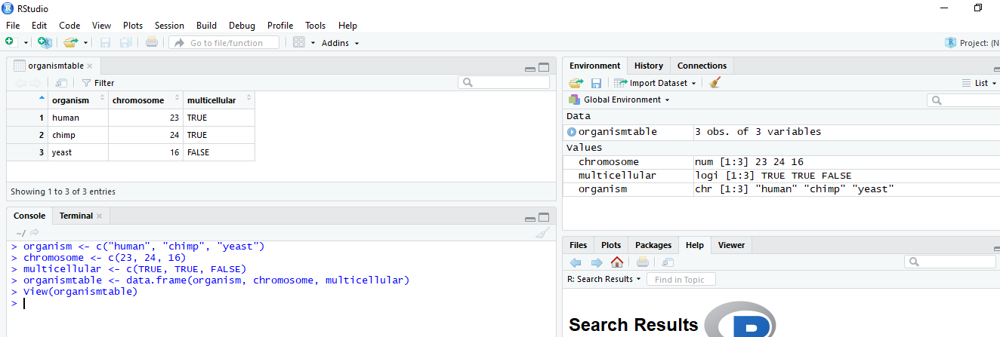 RStudio
File Edit Code View Plots Session Build Debug Profile Tools Help
Go to file/function Addins Project: (N
organismtable
Filter
organism chromosome multicellular
1 human 23 TRUE
2 chimp 24 TRUE
3 yeast 16 FALSE
Showing 1 to 3 of 3 entries
Console Terminal
~/
> organism <- c("human", "chimp", "yeast")
> chromosome <- c(23, 24, 16)
> multicellular <- c(TRUE, TRUE, FALSE)
> organismtable <- data.frame(organism, chromosome, multicellular)
> View(organismtable)
>
Environment History Connections
Import Dataset List
Global Environment
Data
organismtable 3 obs. of 3 variables
Values
chromosome num [1:3] 23 24 16
multicellular logi [1:3] TRUE TRUE FALSE
organism chr [1:3] "human" "chimp" "yeast"
Files Plots Packages Help Viewer
R: Search Results Find in Topic
Search Results R